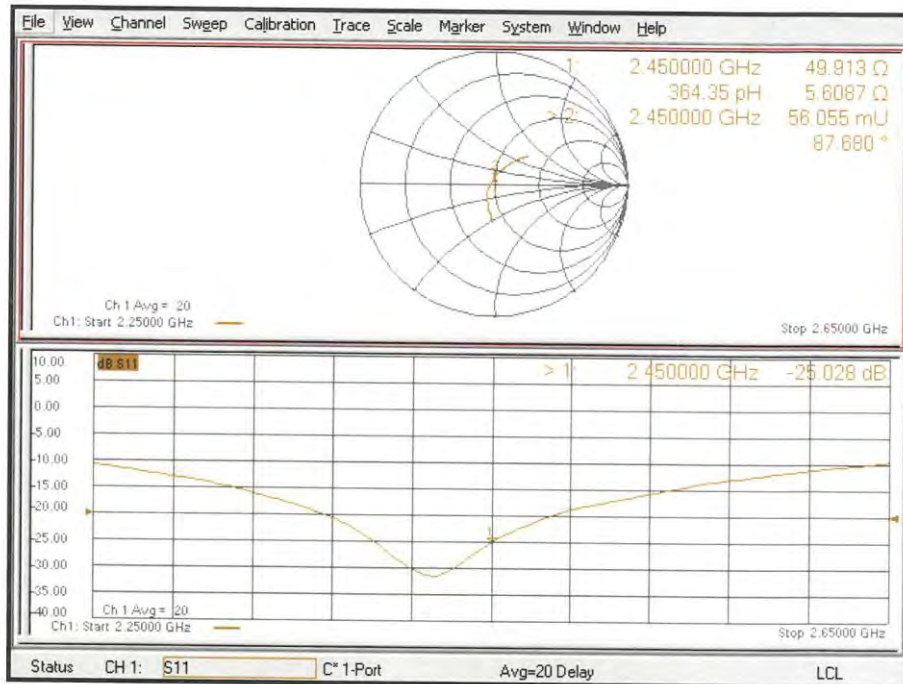 File View Channel Sweep Calibration Trace Scale Marker System Window Help
1: 2.450000 GHz 49.913 Ω
364.35 pH 5.6087 Ω
> 2: 2.450000 GHz 56.055 mU
87.680 °
Ch 1 Avg = 20
Ch1: Start 2.25000 GHz Stop 2.65000 GHz
10.00 dB S11 > 1: 2.450000 GHz -25.028 dB
5.00
0.00
-5.00
-10.00
-15.00
-20.00
-25.00
-30.00
-35.00
-40.00
1
Ch 1 Avg = 20
Ch1: Start 2.25000 GHz Stop 2.65000 GHz
Status CH 1: S11 C* 1-Port Avg=20 Delay LCL